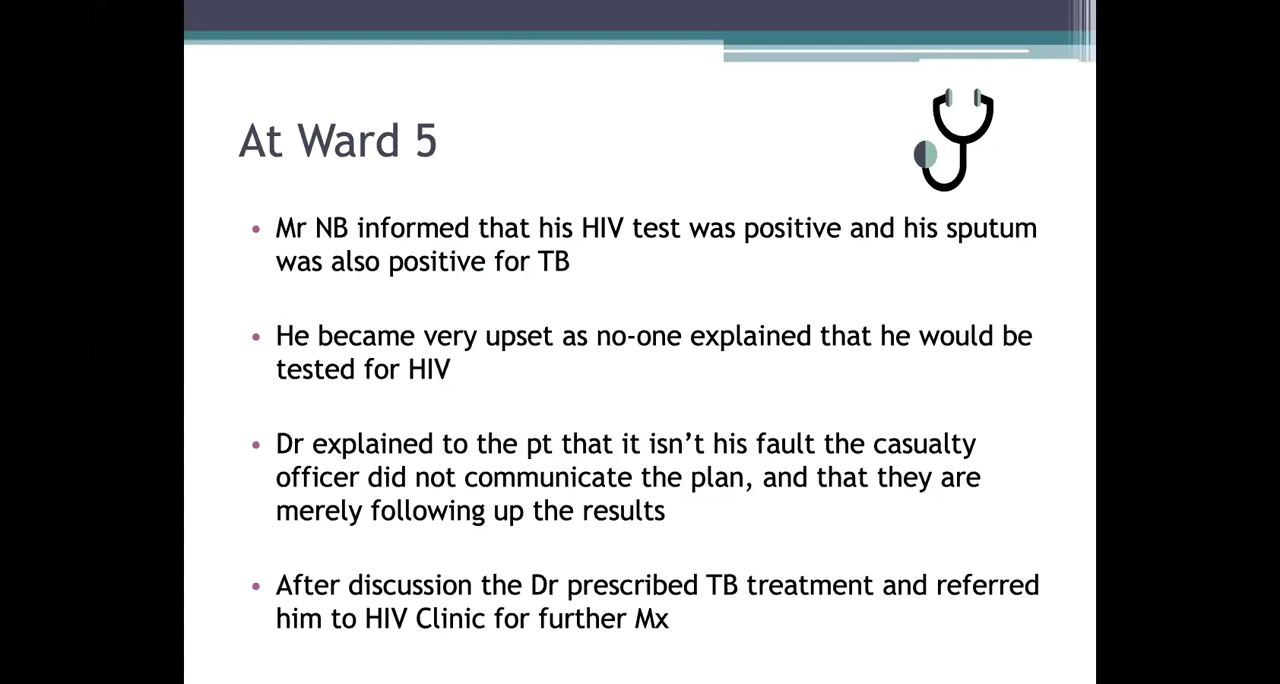 At Ward 5
• Mr NB informed that his HIV test was positive and his sputum
was also positive for TB
• He became very upset as no-one explained that he would be
tested for HIV
• Dr explained to the pt that it isn’t his fault the casualty
officer did not communicate the plan, and that they are
merely following up the results
• After discussion the Dr prescribed TB treatment and referred
him to HIV Clinic for further Mx